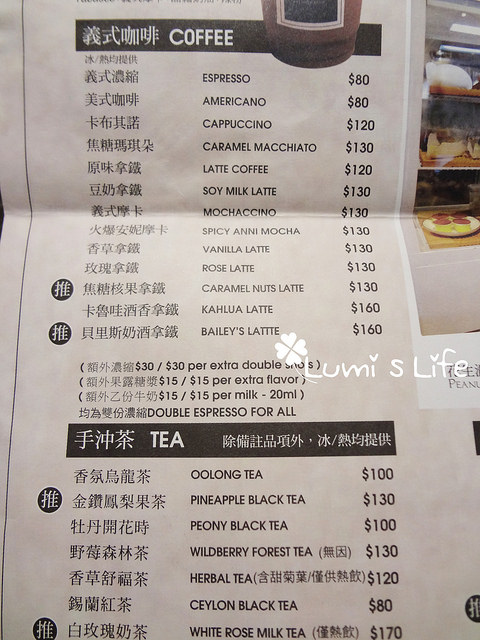 義式咖啡 COFFEE
冰/熱均提供
義式濃縮 ESPRESSO $80
美式咖啡 AMERICANO $80
卡布其諾 CAPPUCCINO $120
焦糖瑪琪朵 CARAMEL MACCHIATO $130
原味拿鐵 LATTE COFFEE $120
豆奶拿鐵 SOY MILK LATTE $130
義式摩卡 MOCHACCINO $130
火爆安妮摩卡 SPICY ANNI MOCHA $130
香草拿鐵 VANILLA LATTE $130
玫瑰拿鐵 ROSE LATTE $130
推 焦糖核果拿鐵 CARAMEL NUTS LATTE $130
卡魯哇酒香拿鐵 KAHLUA LATTE $160
推 貝里斯奶酒拿鐵 BAILEY'S LATTTE $160
(額外濃縮$30 / $30 per extra double shots)
(額外果露糖漿$15 / $15 per extra flavor)
(額外乙份牛奶$15 / $15 per milk - 20ml)
均為雙份濃縮DOUBLE ESPRESSO FOR ALL
Lumi's Life
PEANU
手沖茶 TEA 除備註品項外，冰/熱均提供
香氛烏龍茶 OOLONG TEA $100
推 金鑽鳳梨果茶 PINEAPPLE BLACK TEA $130
牡丹開花時 PEONY BLACK TEA $100
野莓森林茶 WILDBERRY FOREST TEA (無因) $130
香草舒福茶 HERBAL TEA(含甜菊葉/僅供熱飲) $120
錫蘭紅茶 CEYLON BLACK TEA $80
推 白玫瑰奶茶 WHITE ROSE MILK TEA (僅熱飲) $170
推